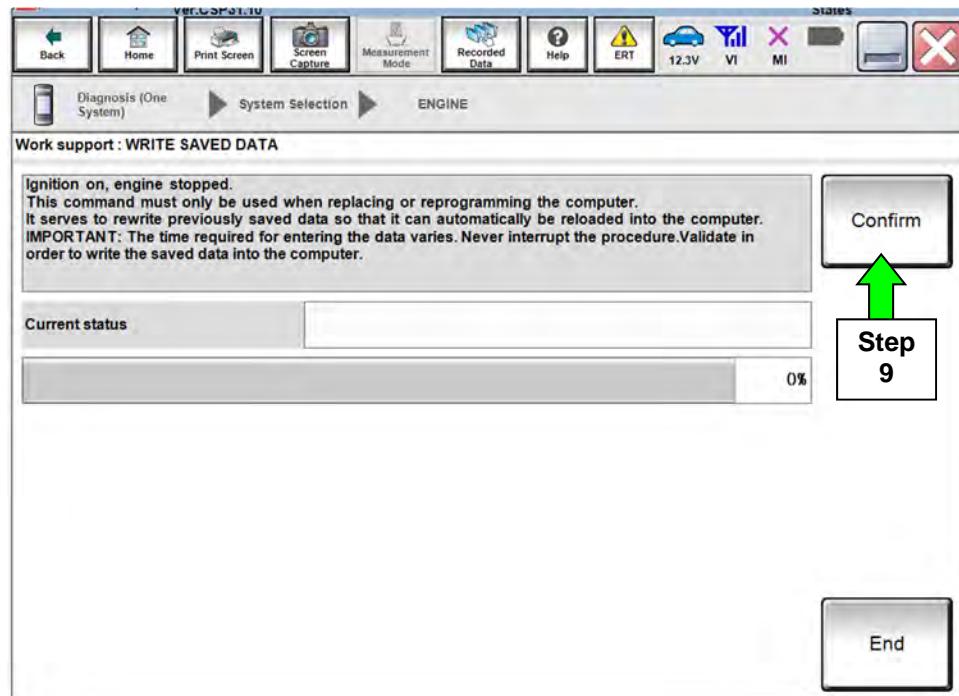 Ver.CSP31.10
States
Back
Home
Print Screen
Screen
Capture
Measurement
Mode
Recorded
Data
Help
ERT
12.3V
VI
MI
Diagnosis (One
System)
System Selection
ENGINE
Work support : WRITE SAVED DATA
Ignition on, engine stopped.
This command must only be used when replacing or reprogramming the computer.
It serves to rewrite previously saved data so that it can automatically be reloaded into the computer.
IMPORTANT: The time required for entering the data varies. Never interrupt the procedure.Validate in
order to write the saved data into the computer.
Confirm
Current status
Step
9
0%
End